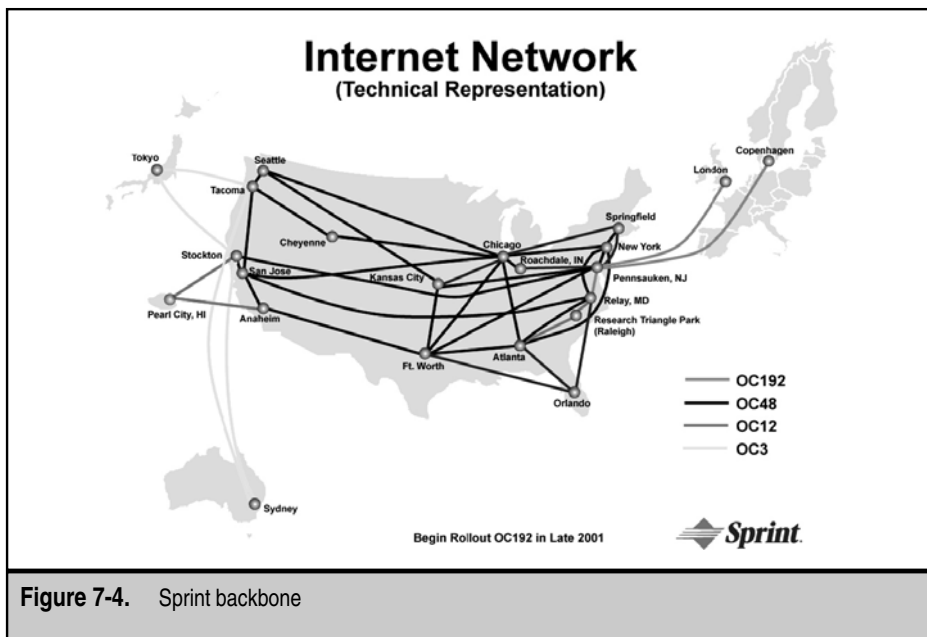 Internet Network
(Technical Representation)
Tokyo
Seattle
Tacoma
Copenhagen
London
Springfield
Cheyenne
Chicago
New York
Stockton
Roachdale, IN
San Jose
Kansas City
Pennsauken, NJ
Relay, MD
Pearl City, HI
Anaheim
Research Triangle Park
(Raleigh)
Ft. Worth
Atlanta
Orlando
OC192
OC48
OC12
OC3
Sydney
Begin Rollout OC192 in Late 2001
Sprint.
Figure 7-4. Sprint backbone